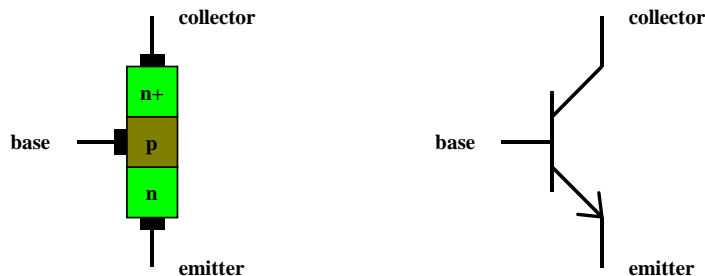 collector
n+
base
p
n
emitter
collector
base
emitter